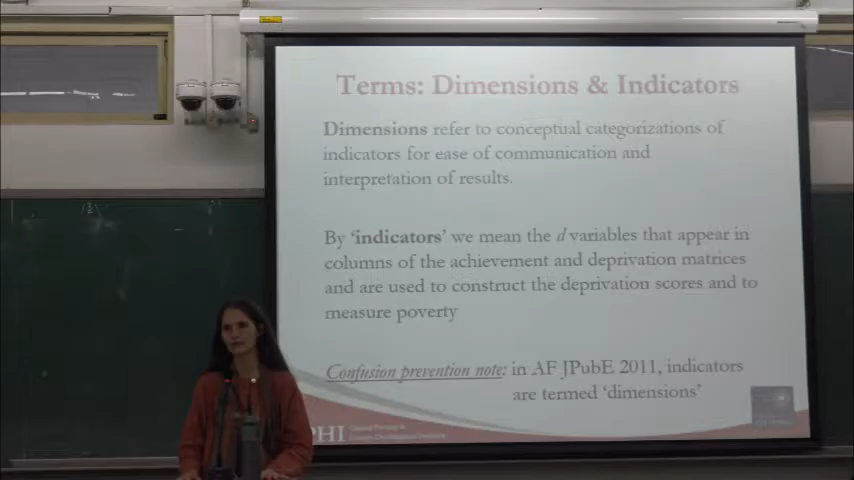 Terms: Dimensions & Indicators
Dimensions refer to conceptual categorizations of
indicators for ease of communication and
interpretation of results.
By ‘indicators’ we mean the d variables that appear in
columns of the achievement and deprivation matrices
and are used to construct the deprivation scores and to
measure poverty
Confusion prevention note: in AF JPubE 2011, indicators
are termed ‘dimensions’
PHI